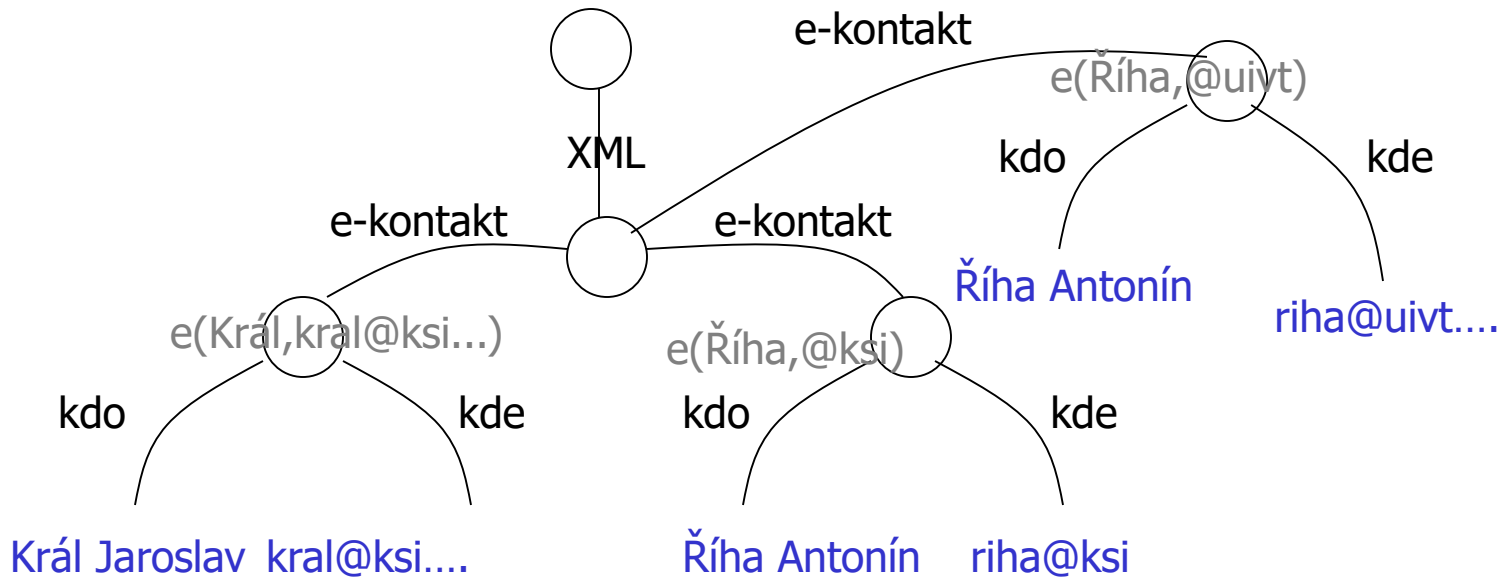 e-kontakt
e(Říha,@uivt)
XML
kdo
kde
e-kontakt
e-kontakt
Říha Antonín
riha@uivt….
e(Král,kral@ksi...)
e(Říha,@ksi)
kdo
kde
kdo
kde
Král Jaroslav
kral@ksi….
Říha Antonín
riha@ksi